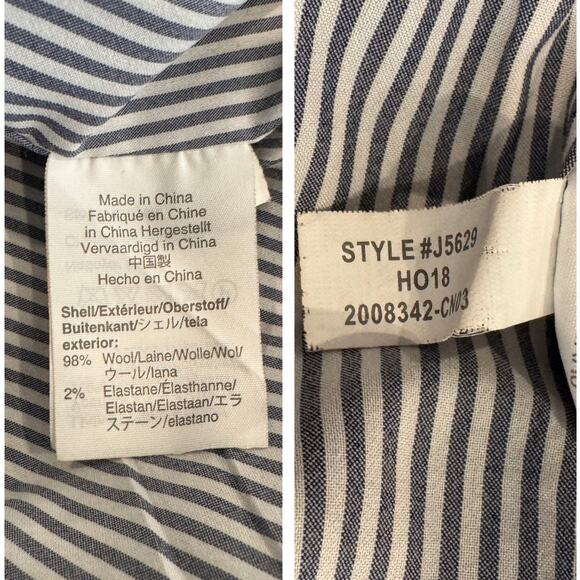 Made in China
Fabriqué en Chine
in China Hergestellt
Vervaardigd in China
中国製
Hecho en China
Shell/Extérieur/Oberstoff/
Buitenkant/シェル/tela
exterior:
98% Wool/Laine/Wolle/Wol/
ウール/lana
2% Elastane/Élasthanne/
Elastan/Elastaan/エラ
ステーン/elastano
STYLE #J5629
HO18
2008342-CN03